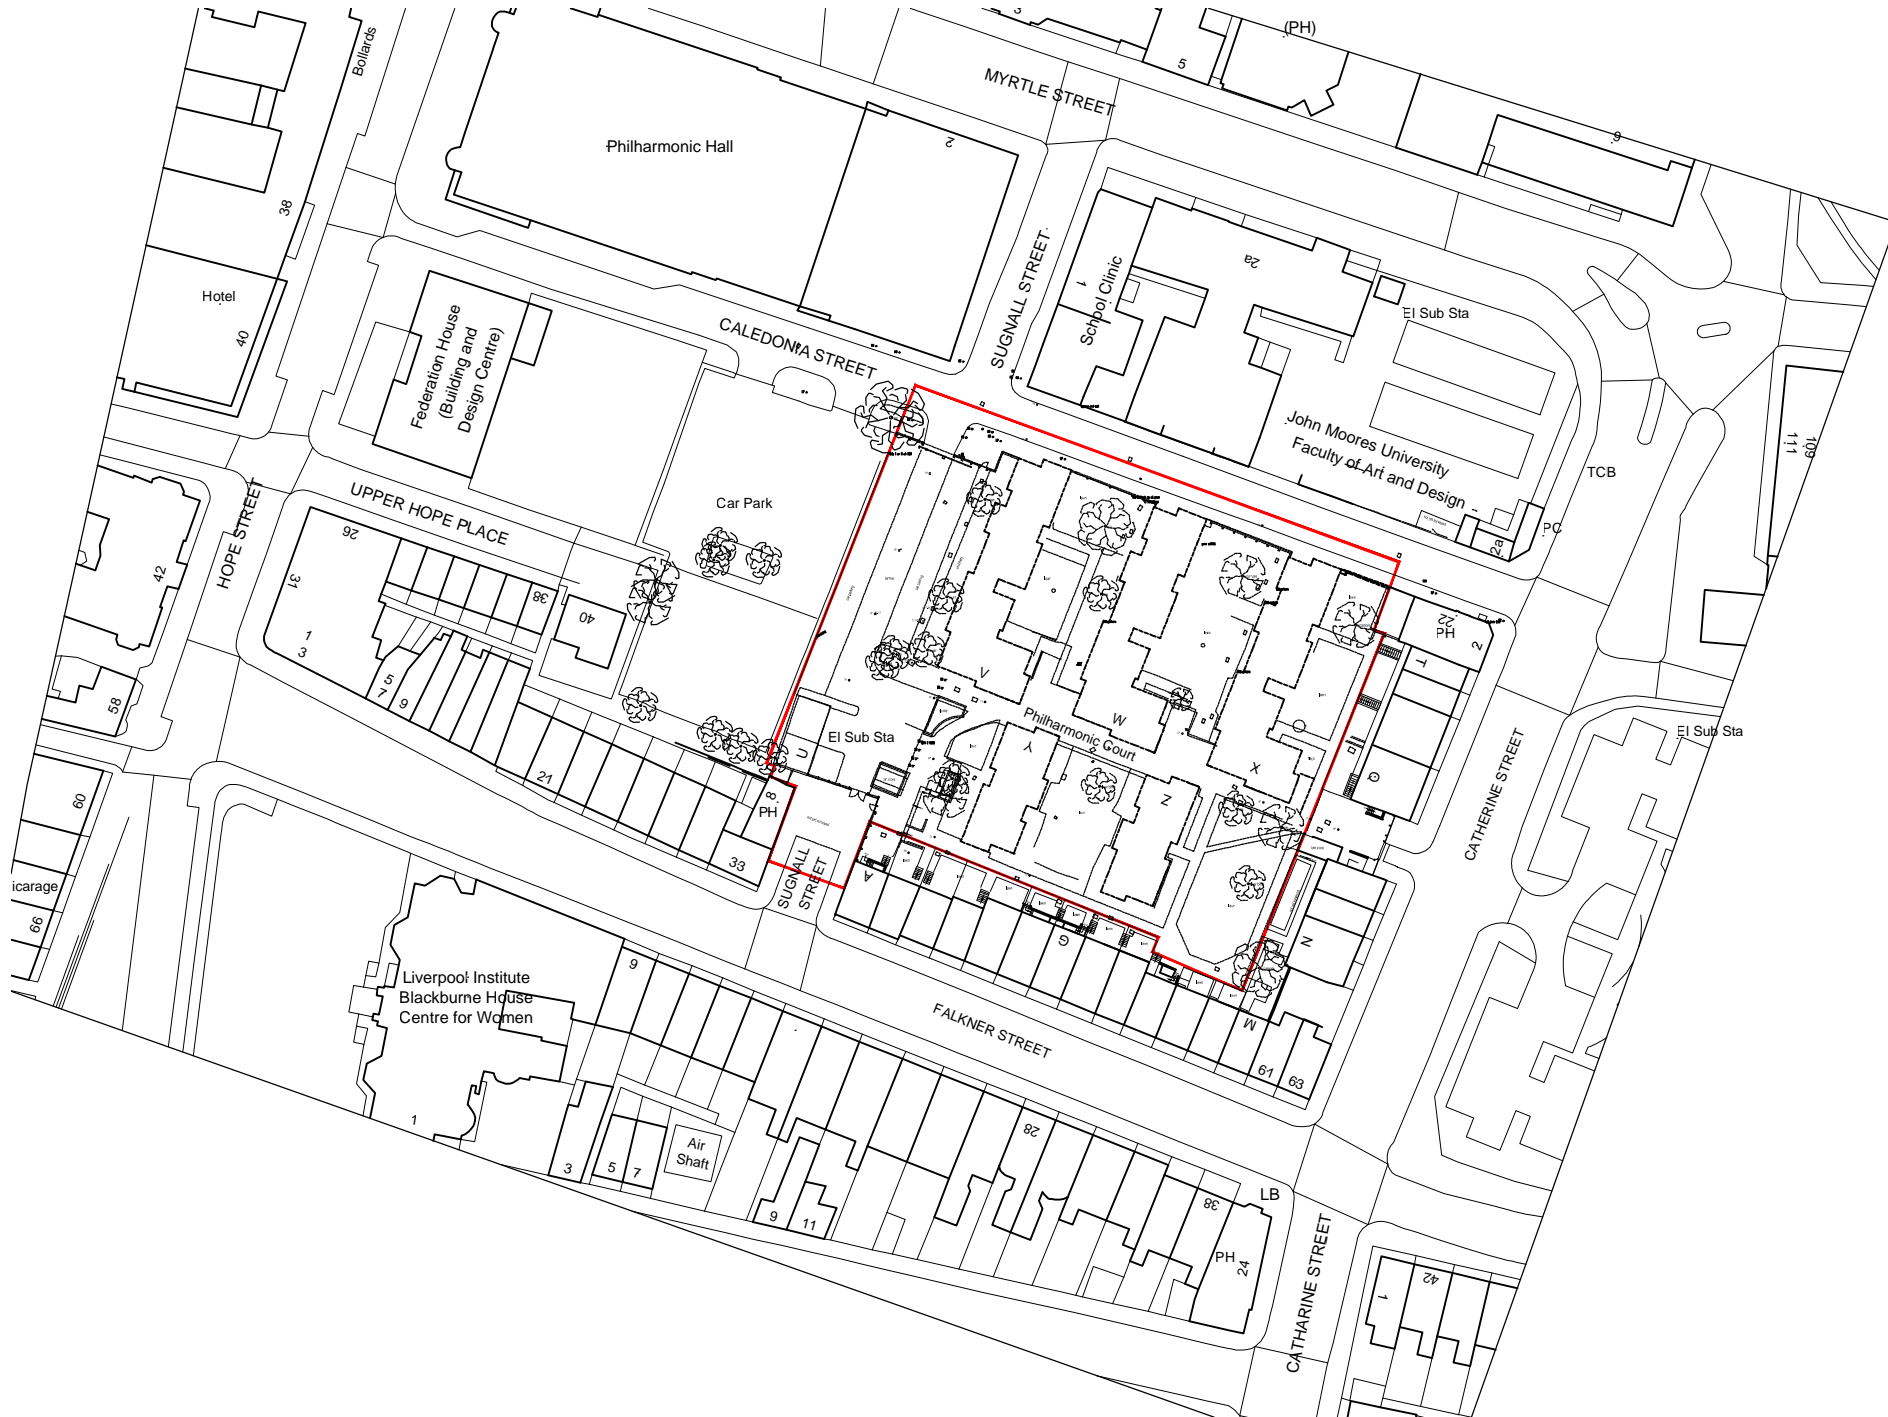 3
(PH)
5
Bollards
MYRTLE STREET
Philharmonic Hall
2
9
38
SUGNALL STREET
School Clinic
1
2a
Hotel
40
Federation House
(Building and
Design Centre)
CALEDONIA STREET
El Sub Sta
John Moores University
Faculty of Art and Design
109
111
TCB
PC
2a
Car Park
UPPER HOPE PLACE
HOPE STREET
26
31
42
38
40
1
3
5
7
9
58
22
PH
2
T
V
W
X
Y
Z
Philharmonic Court
U
El Sub Sta
Q
El Sub Sta
CATHERINE STREET
21
8
PH
33
60
SUGNALL
STREET
A
G
L
N
M
icarage
66
Liverpool Institute
Blackburne House
Centre for Women
9
FALKNER STREET
61
63
1
3
5
7
Air
Shaft
28
9
11
38
LB
PH
24
CATHARINE STREET
1
42